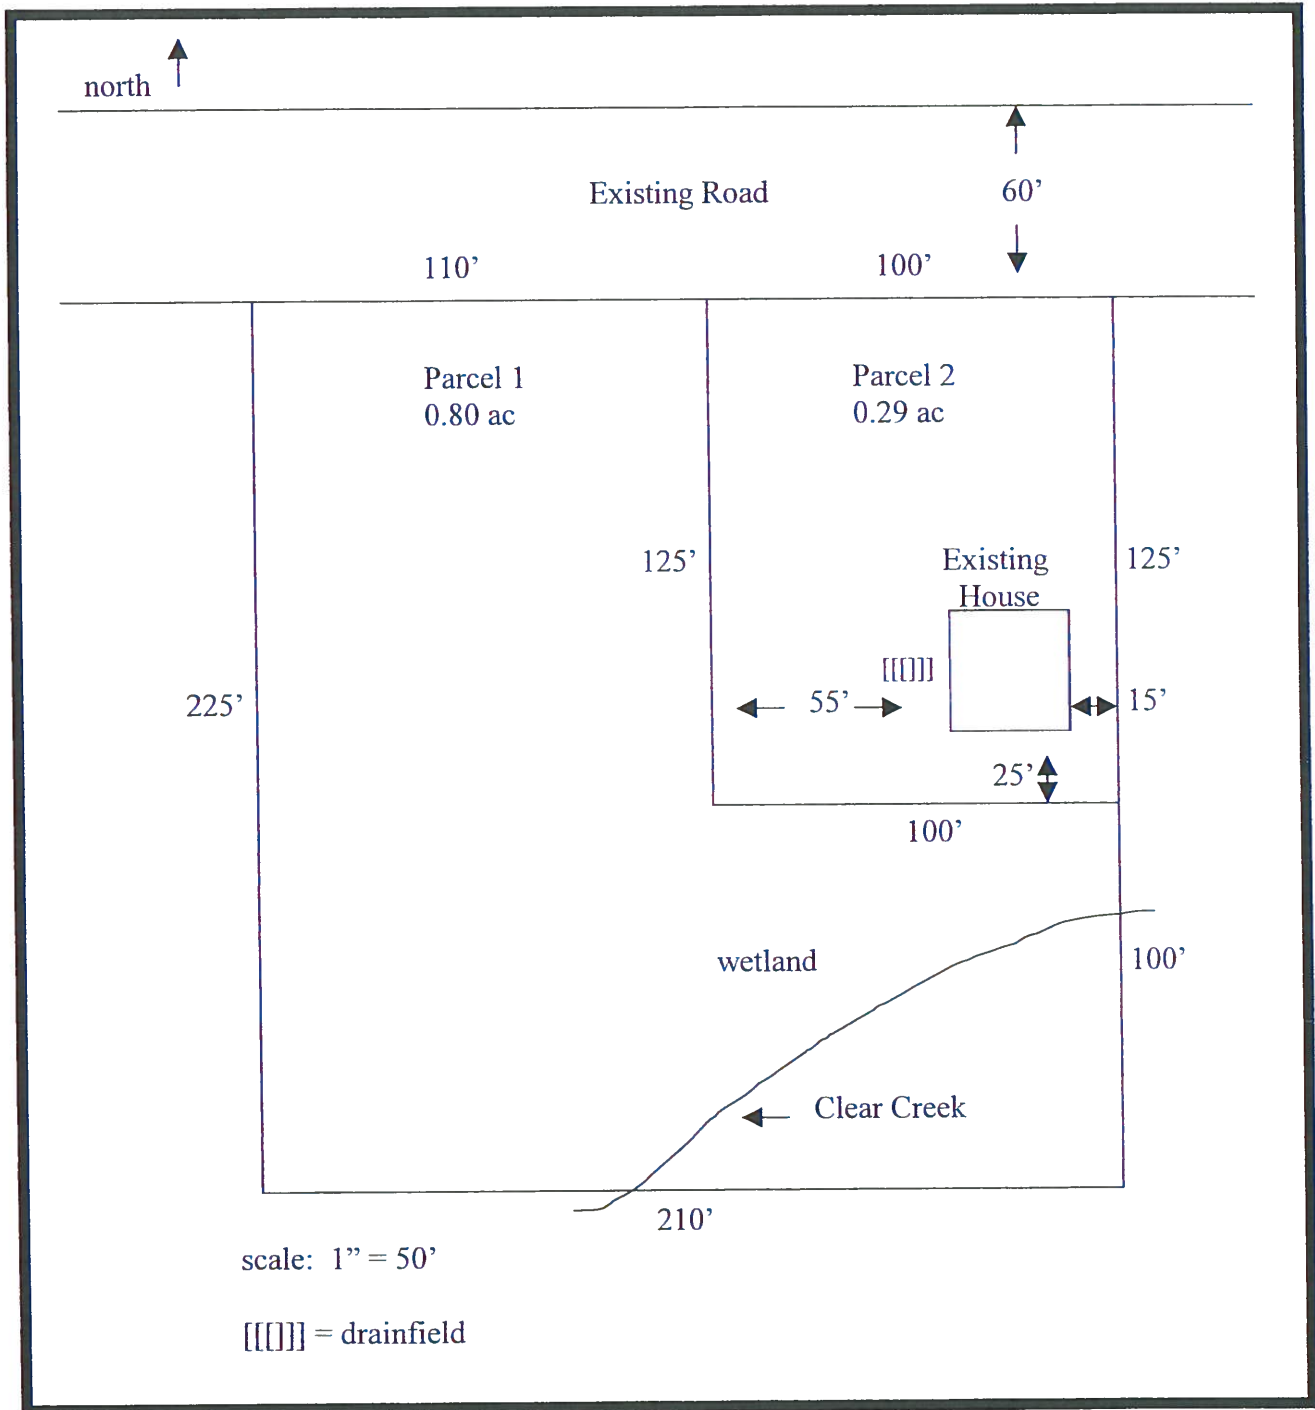 north
Existing Road
60’
110’
100’
Parcel 1
0.80 ac
Parcel 2
0.29 ac
125’
Existing
House
125’
[[[]]]
225’
55’
15’
25’
100’
wetland
100’
Clear Creek
210’
scale:  1” = 50’
[[[]]] = drainfield